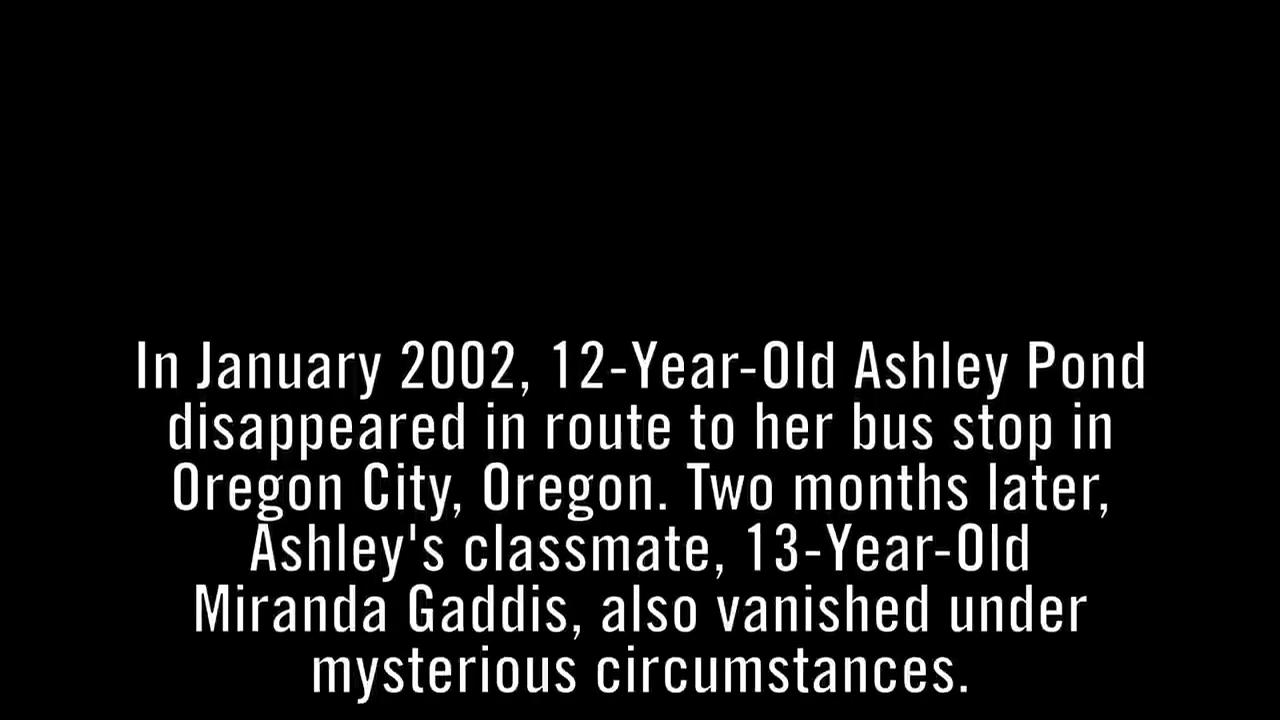 In January 2002, 12-Year-Old Ashley Pond
disappeared in route to her bus stop in
Oregon City, Oregon. Two months later,
Ashley's classmate, 13-Year-Old
Miranda Gaddis, also vanished under
mysterious circumstances.